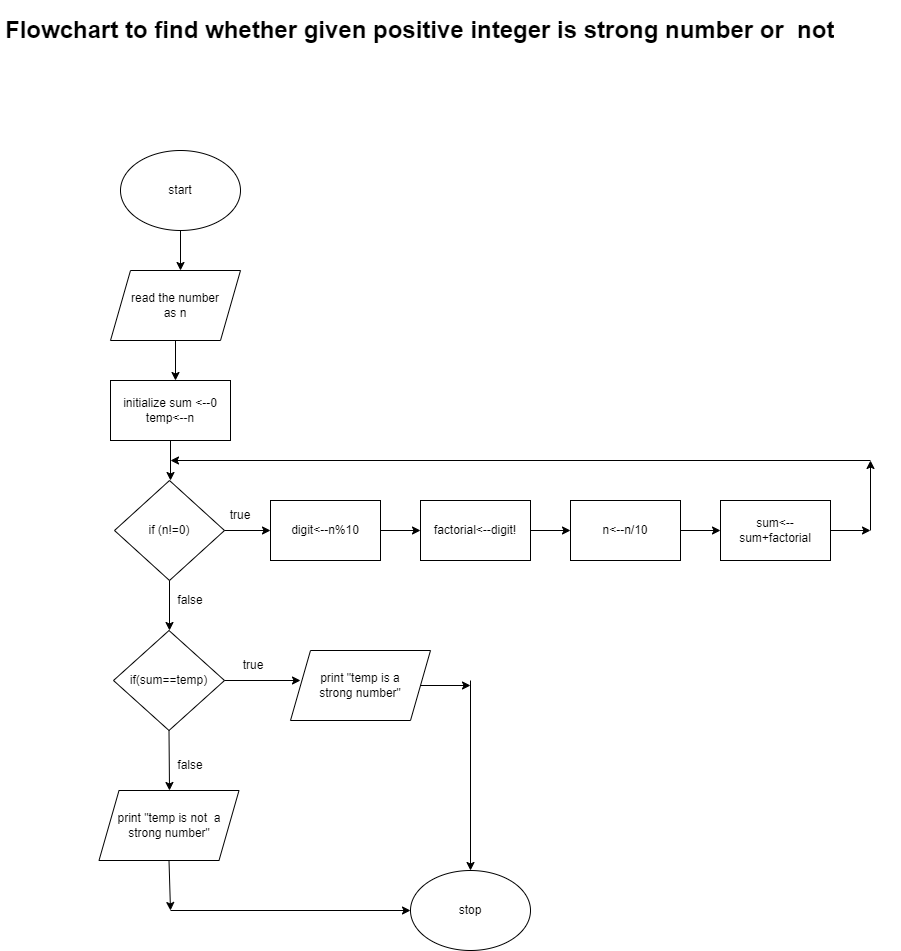 Flowchart to find whether given positive integer is strong number or  not
start
read the number
as n
initialize sum <--0
temp<--n
if (n!=0)
true
digit<--n%10
factorial<--digit!
n<--n/10
sum<--
sum+factorial
false
if(sum==temp)
true
print "temp is a
strong number"
false
print "temp is not  a
strong number"
stop